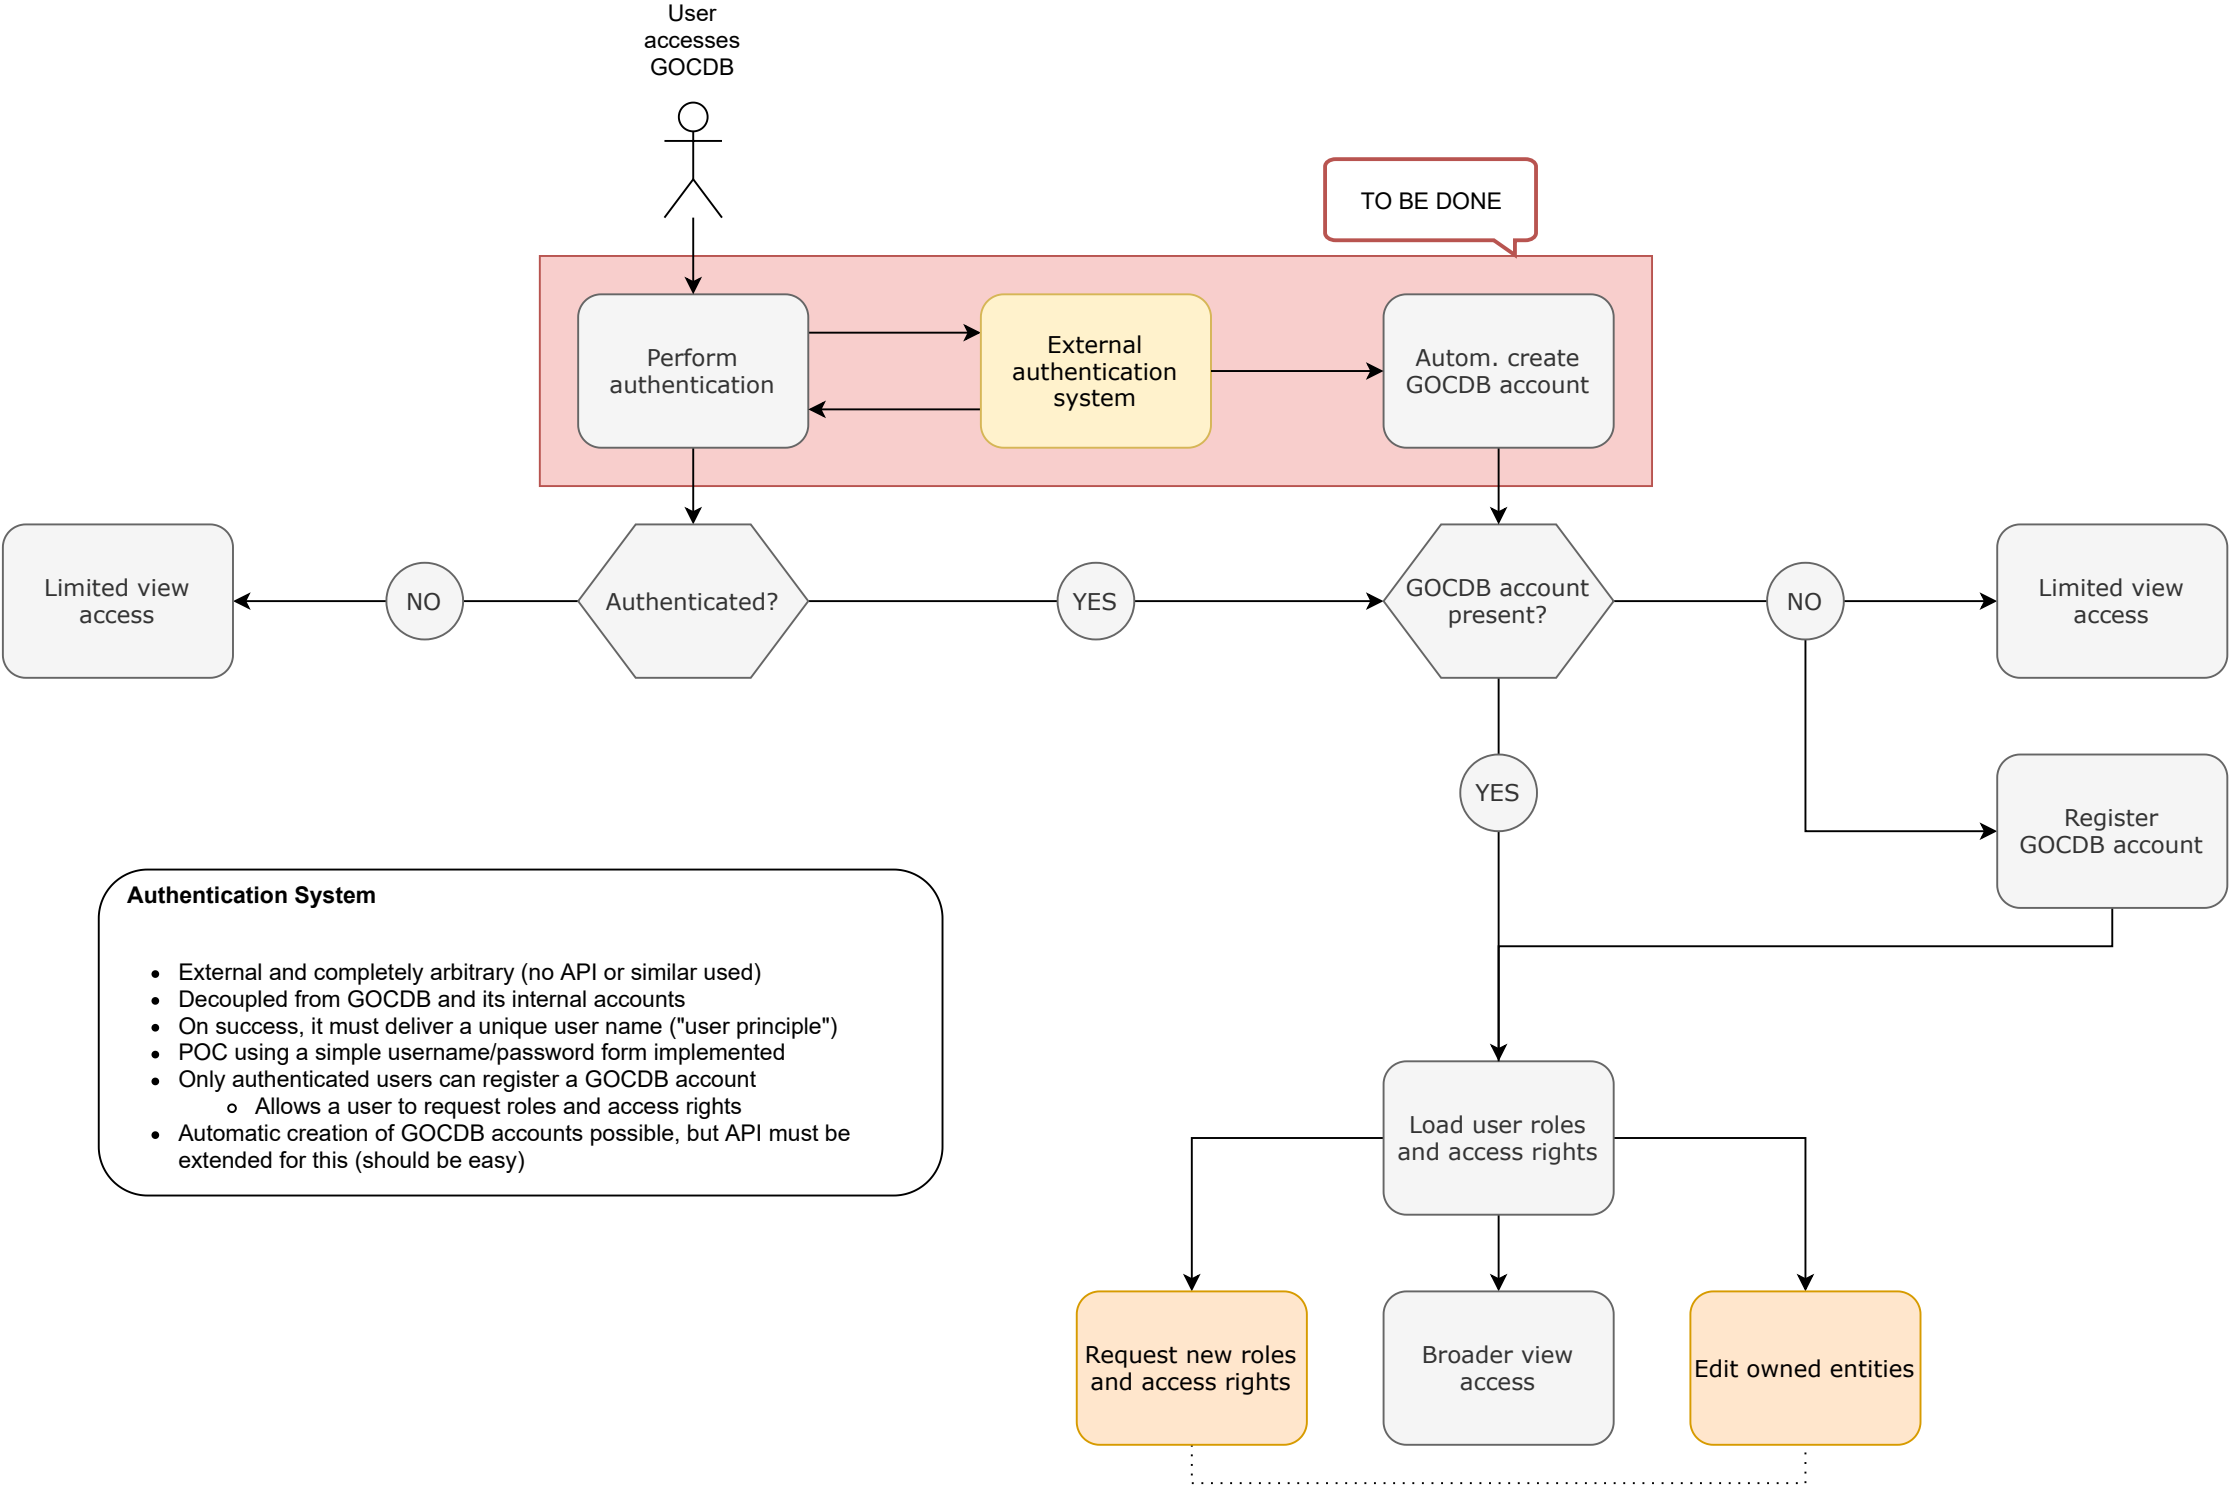 User
accesses
GOCDB
TO BE DONE
Perform
authentication
External
authentication
system
Autom. create
GOCDB account
Limited view
access
NO
Authenticated?
YES
GOCDB account
present?
NO
Limited view
access
YES
Register
GOCDB account
Authentication System
External and completely arbitrary (no API or similar used)
Decoupled from GOCDB and its internal accounts
On success, it must deliver a unique user name ("user principle")
POC using a simple username/password form implemented
Only authenticated users can register a GOCDB account
Allows a user to request roles and access rights
Automatic creation of GOCDB accounts possible, but API must be
extended for this (should be easy)
Load user roles
and access rights
Request new roles
and access rights
Broader view
access
Edit owned entities